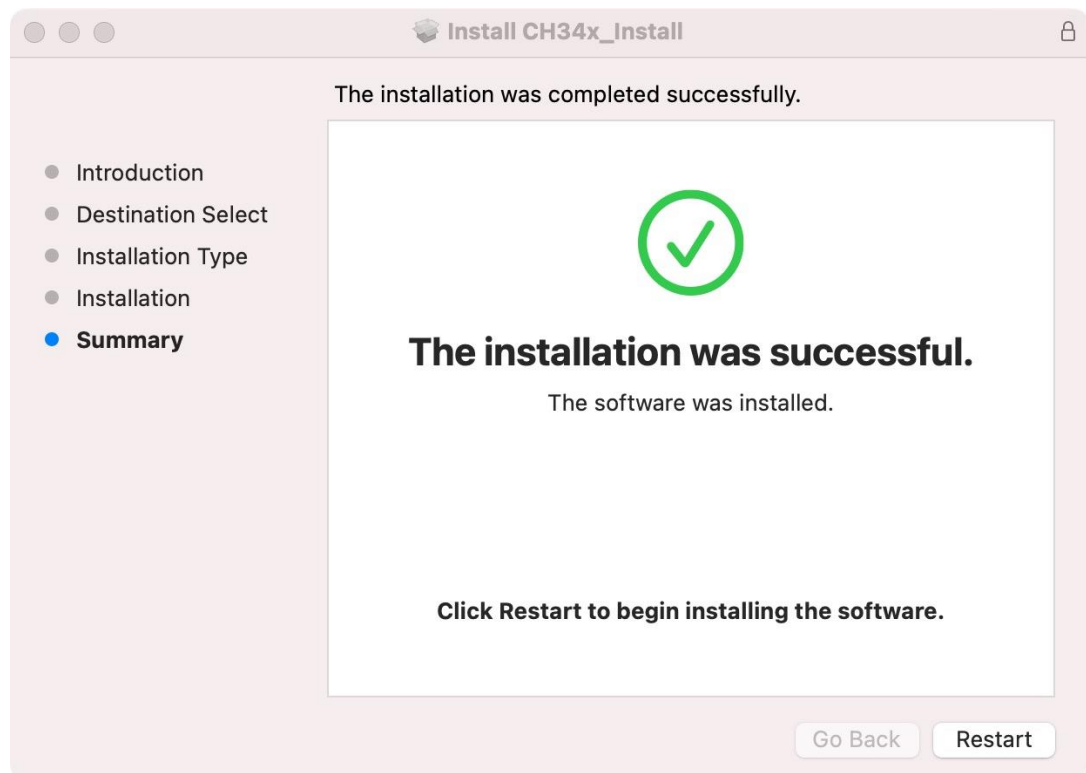 Install CH34x_Install
The installation was completed successfully.
Introduction
Destination Select
Installation Type
Installation
Summary
The installation was successful.
The software was installed.
Click Restart to begin installing the software.
Go Back
Restart